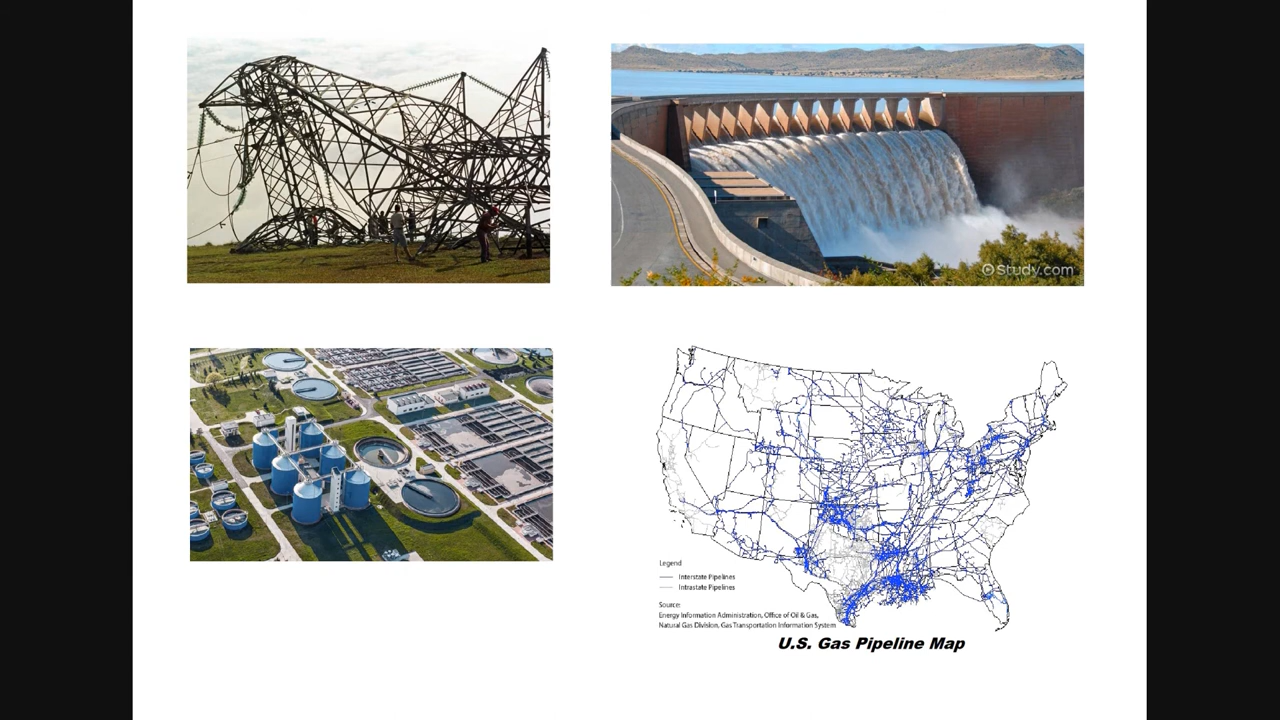 Study.com
Legend
Interstate Pipelines
Intrastate Pipelines
Source:
Energy Information Administration, Office of Oil & Gas,
Natural Gas Division, Gas Transportation Information System
U.S. Gas Pipeline Map